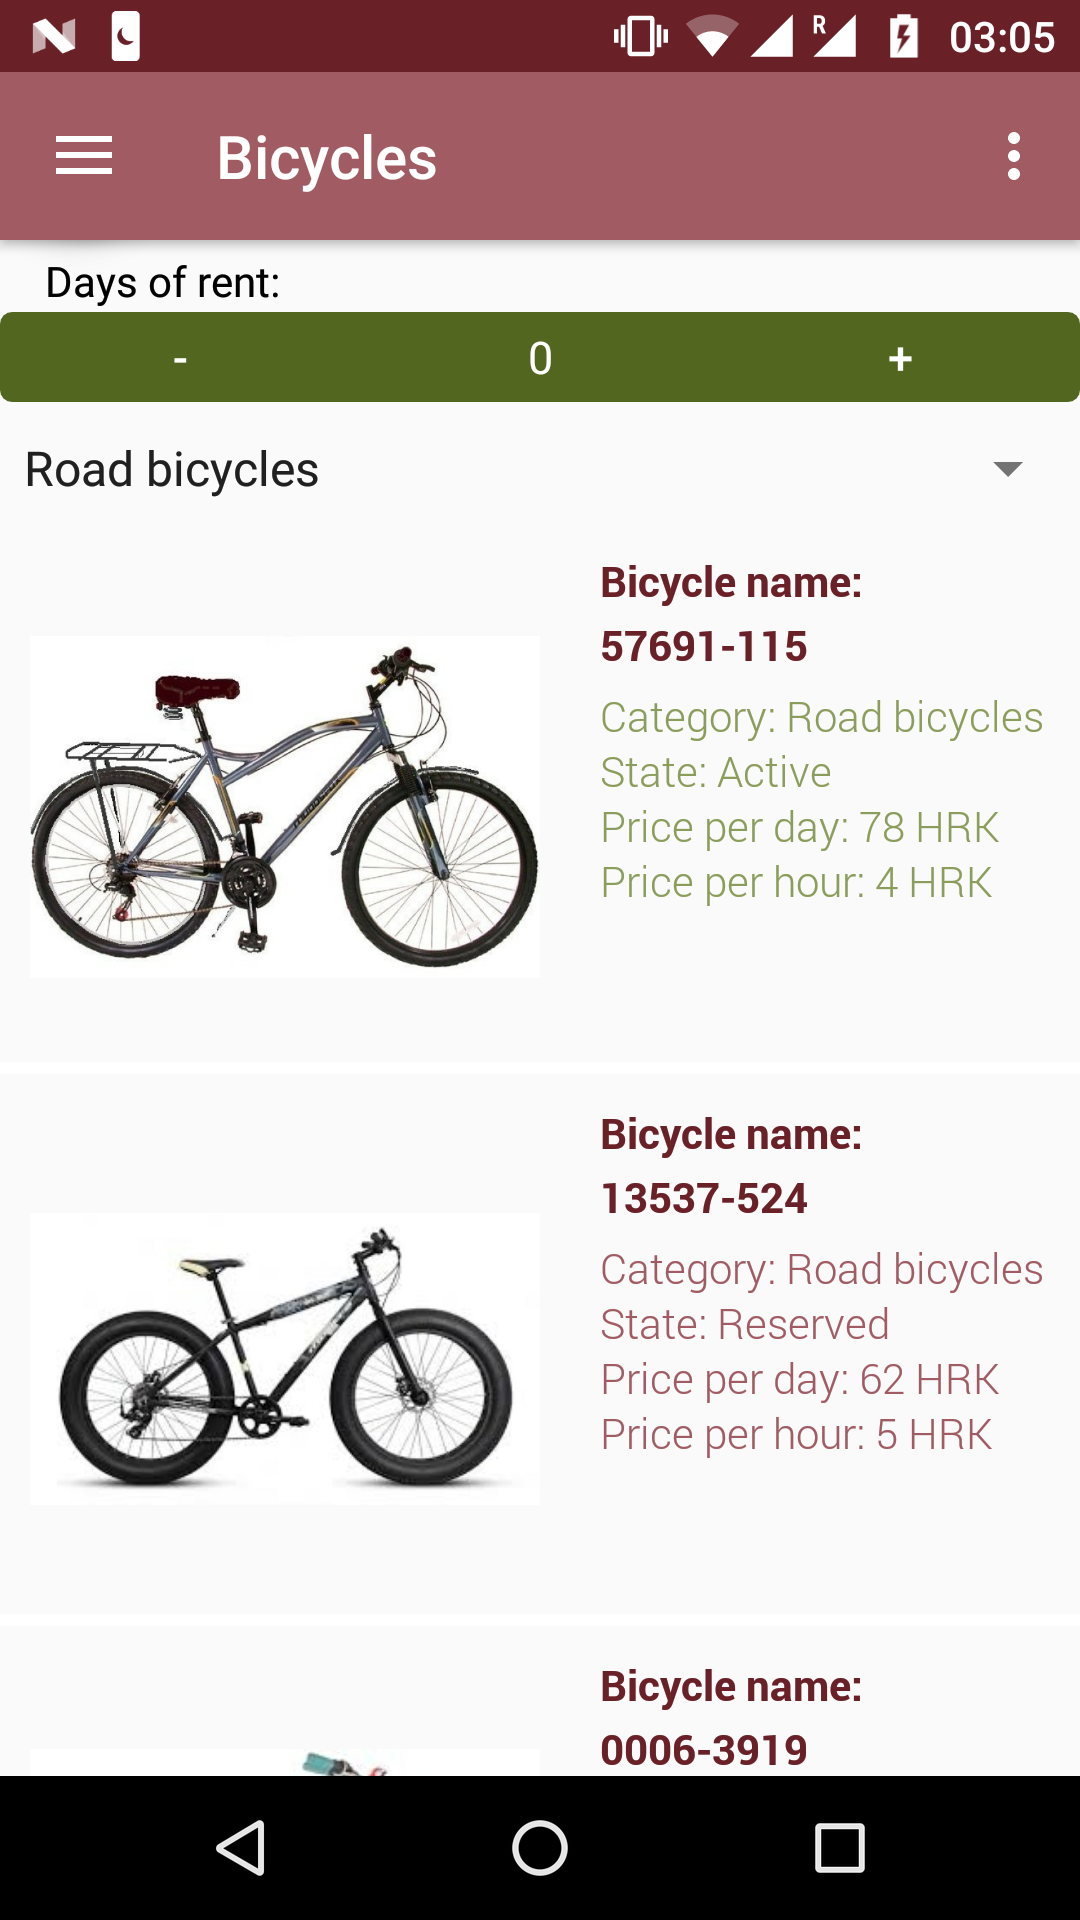 R
03:05
Bicycles
Days of rent:
- 0 +
Road bicycles
Bicycle name:
57691-115
Category: Road bicycles
State: Active
Price per day: 78 HRK
Price per hour: 4 HRK
Bicycle name:
13537-524
Category: Road bicycles
State: Reserved
Price per day: 62 HRK
Price per hour: 5 HRK
Bicycle name:
0006-3919